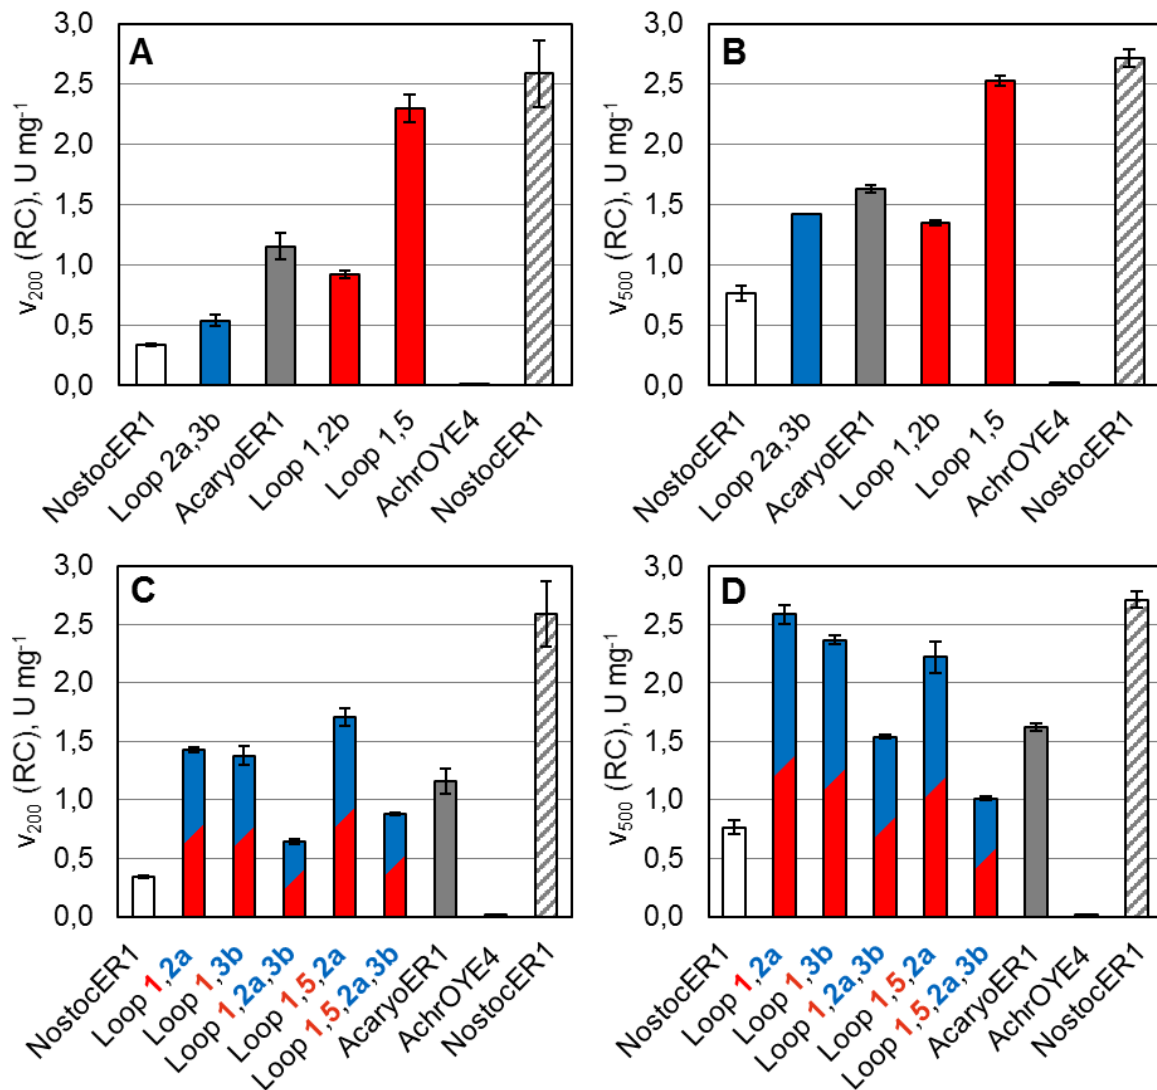 A
v200 (RC), U mg-1
3,0
2,5
2,0
1,5
1,0
0,5
0,0
NostocER1
Loop 2a,3b
AcaryoER1
Loop 1,2b
Loop 1,5
AchrOYE4
NostocER1
B
v500 (RC), U mg-1
3,0
2,5
2,0
1,5
1,0
0,5
0,0
NostocER1
Loop 2a,3b
AcaryoER1
Loop 1,2b
Loop 1,5
AchrOYE4
NostocER1
C
v200 (RC), U mg-1
3,0
2,5
2,0
1,5
1,0
0,5
0,0
NostocER1
Loop 1,2a
Loop 1,3b
Loop 1,2a,3b
Loop 1,5,2a
Loop 1,5,2a,3b
AcaryoER1
AchrOYE4
NostocER1
D
v500 (RC), U mg-1
3,0
2,5
2,0
1,5
1,0
0,5
0,0
NostocER1
Loop 1,2a
Loop 1,3b
Loop 1,2a,3b
Loop 1,5,2a
Loop 1,5,2a,3b
AcaryoER1
AchrOYE4
NostocER1